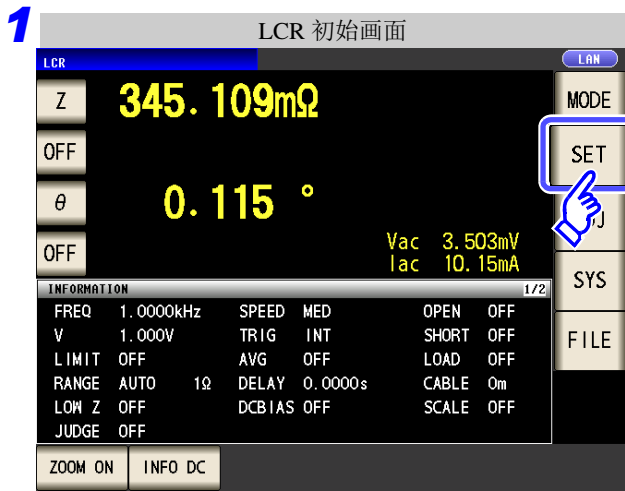 1
LCR 初始画面
LCR
LAN
Z 345.109mΩ
MODE
OFF
SET
θ 0.115 °
OFF
Vac 3.503mV
Iac 10.15mA
SYS
INFORMATION 1/2
FREQ 1.0000kHz SPEED MED OPEN OFF
V 1.000V TRIG INT SHORT OFF
LIMIT OFF AVG OFF LOAD OFF
RANGE AUTO 1Ω DELAY 0.0000s CABLE 0m
LOW Z OFF DCBIAS OFF SCALE OFF
JUDGE OFF
FILE
ZOOM ON INFO DC